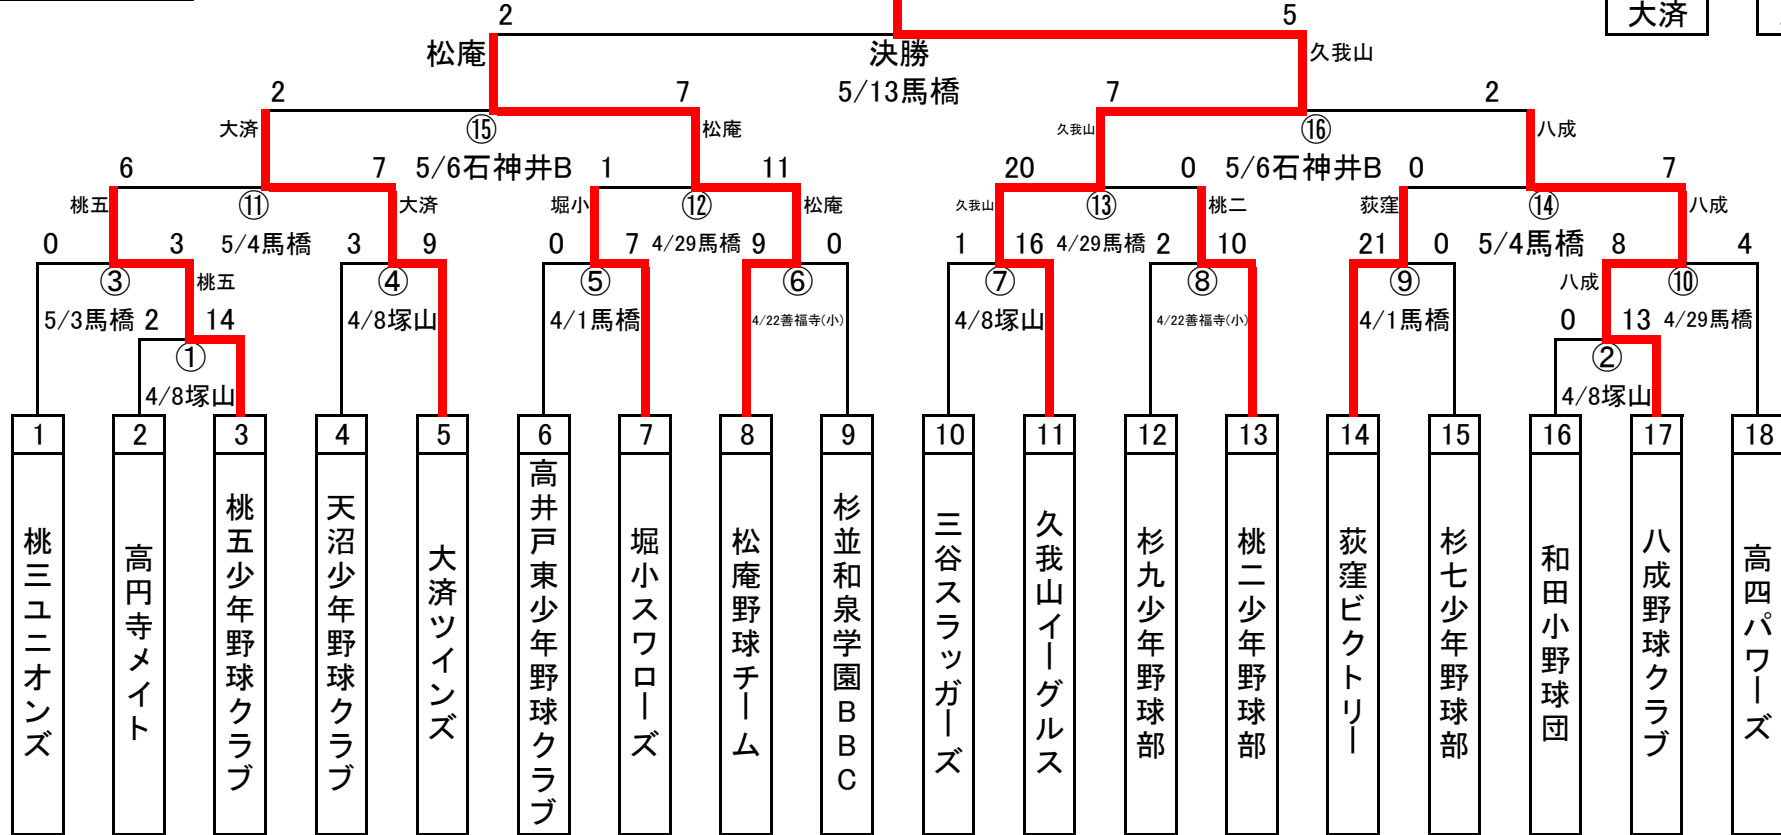 2 5 大済
松庵 決勝 久我山
2 7 5/13馬橋 7 2
大済 ⑮ 松庵 久我山 ⑯ 八成
6 7 5/6石神井B 1 11 20 0 5/6石神井B 0 7
桃五 ⑪ 大済 堀小 ⑫ 松庵 久我山 ⑬ 桃二 荻窪 ⑭ 八成
0 3 5/4馬橋 3 9 0 7 4/29馬橋 9 0 1 16 4/29馬橋 2 10 21 0 5/4馬橋 8 4
③ 桃五 ④ ⑤ ⑥ ⑦ ⑧ ⑨ 八成 ⑩
5/3馬橋 2 14 4/8塚山 4/1馬橋 4/22善福寺(小) 4/8塚山 4/22善福寺(小) 4/1馬橋 0 13 4/29馬橋
① ②
4/8塚山 4/8塚山
1 2 3 4 5 6 7 8 9 10 11 12 13 14 15 16 17 18
桃三ユニオンズ
高円寺メイト
桃五少年野球クラブ
天沼少年野球クラブ
大済ツインズ
高井戸東少年野球クラブ
堀小スワローズ
松庵野球チーム
杉並和泉学園BBC
三谷スラッガーズ
久我山イーグルス
杉九少年野球部
桃二少年野球部
荻窪ビクトリー
杉七少年野球部
和田小野球団
八成野球クラブ
高四パワーズ